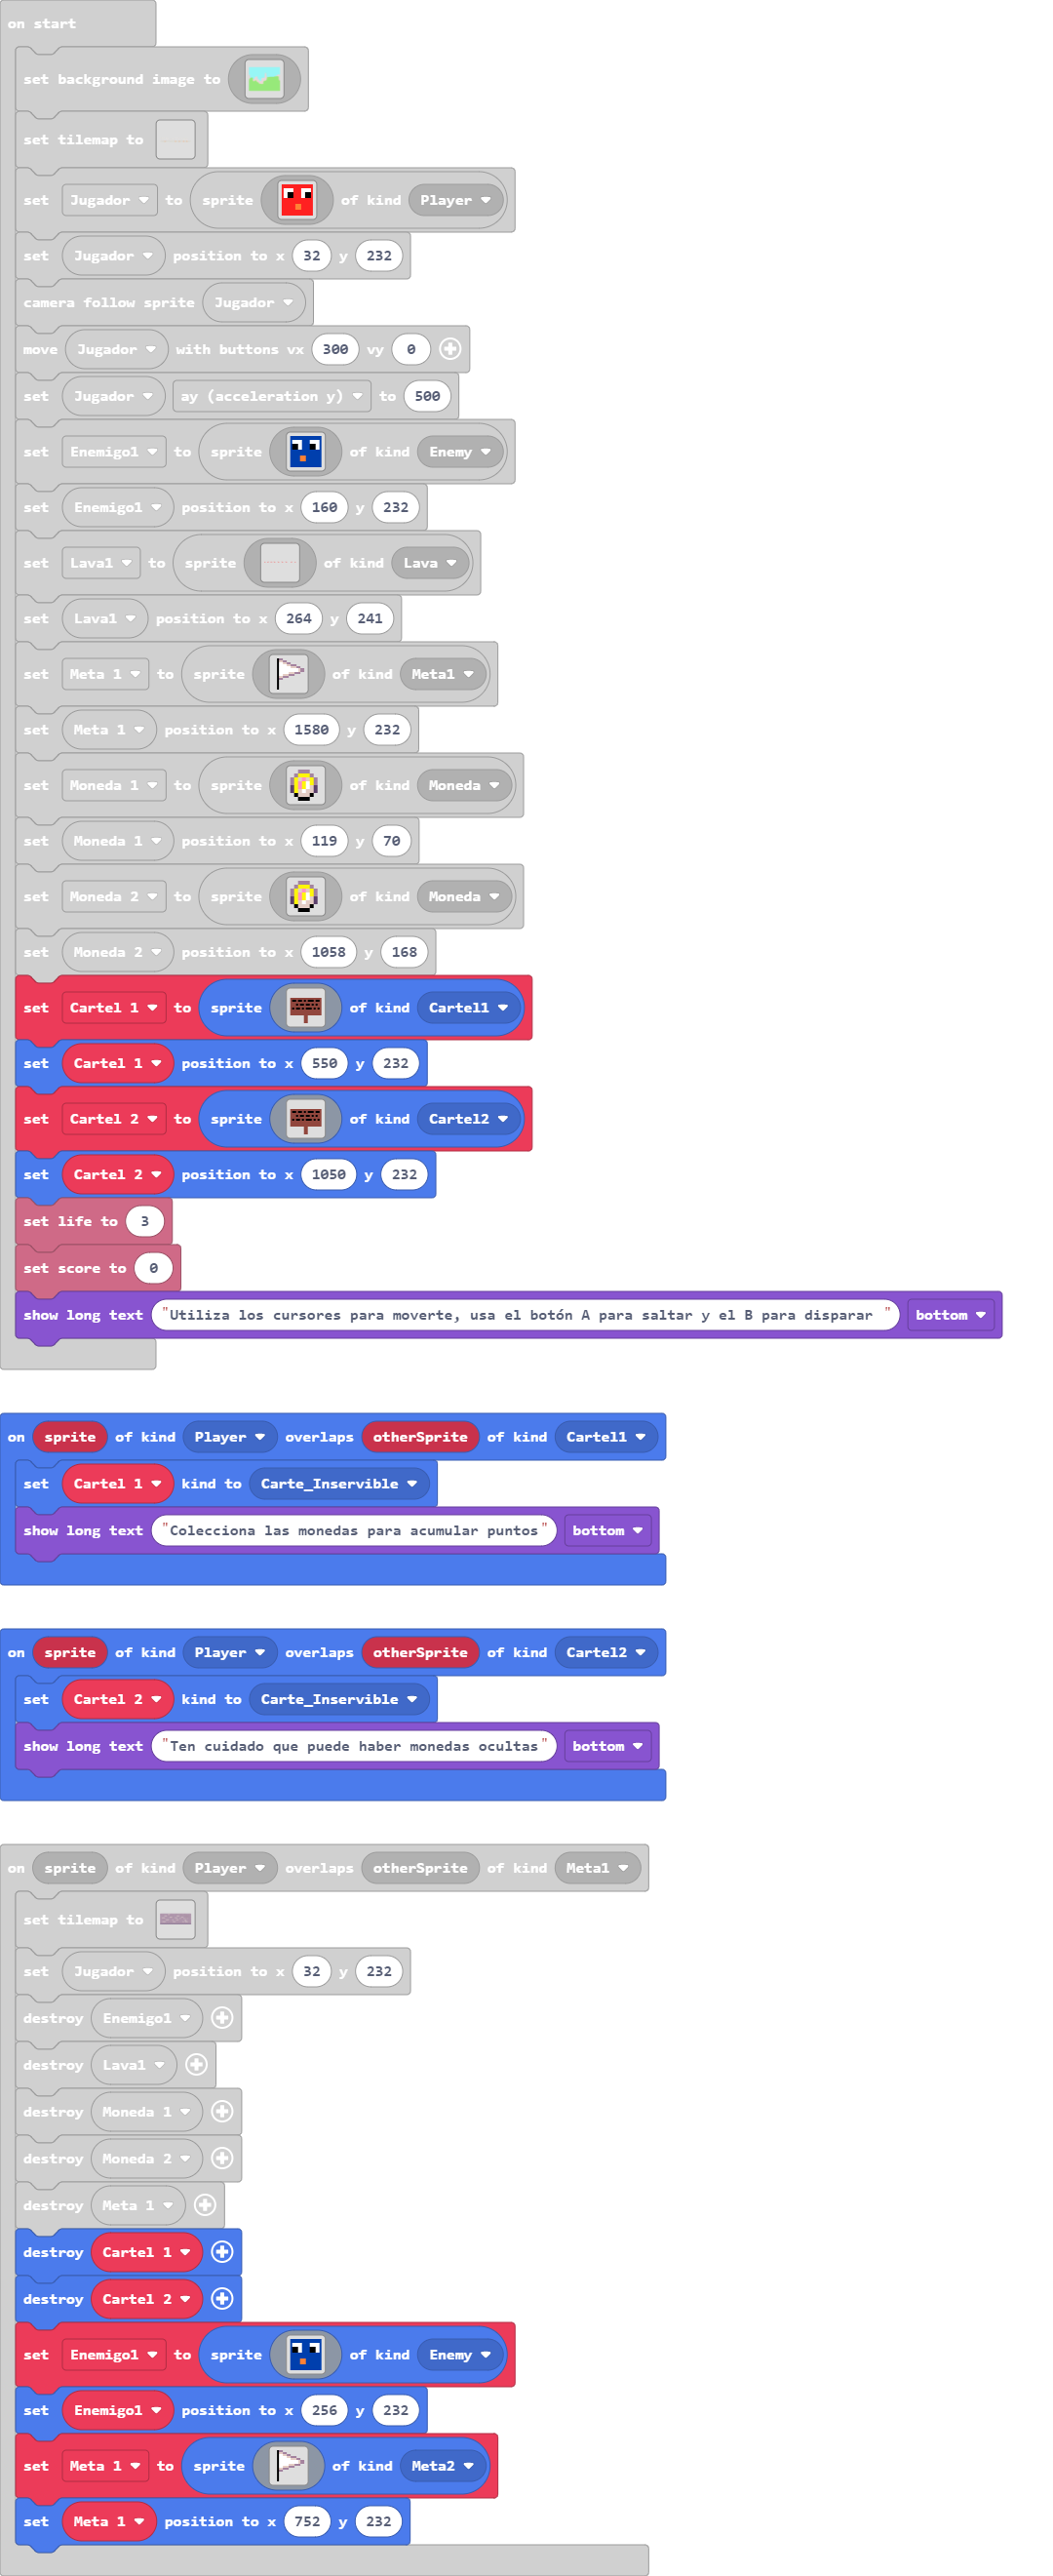 on start
set background image to
set tilemap to
set Jugador to sprite of kind Player
set Jugador position to x 32 y 232
camera follow sprite Jugador
move Jugador with buttons vx 300 vy 0
set Jugador ay (acceleration y) to 500
set Enemigo1 to sprite of kind Enemy
set Enemigo1 position to x 160 y 232
set Lava1 to sprite of kind Lava
set Lava1 position to x 264 y 241
set Meta 1 to sprite of kind Meta1
set Meta 1 position to x 1580 y 232
set Moneda 1 to sprite of kind Moneda
set Moneda 1 position to x 119 y 70
set Moneda 2 to sprite of kind Moneda
set Moneda 2 position to x 1058 y 168
set Cartel 1 to sprite of kind Cartel1
set Cartel 1 position to x 550 y 232
set Cartel 2 to sprite of kind Cartel2
set Cartel 2 position to x 1050 y 232
set life to 3
set score to 0
show long text "Utiliza los cursores para moverte, usa el botón A para saltar y el B para disparar " bottom
on sprite of kind Player overlaps otherSprite of kind Cartel1
set Cartel 1 kind to Carte_Inservible
show long text "Colecciona las monedas para acumular puntos" bottom
on sprite of kind Player overlaps otherSprite of kind Cartel2
set Cartel 2 kind to Carte_Inservible
show long text "Ten cuidado que puede haber monedas ocultas" bottom
on sprite of kind Player overlaps otherSprite of kind Meta1
set tilemap to
set Jugador position to x 32 y 232
destroy Enemigo1
destroy Lava1
destroy Moneda 1
destroy Moneda 2
destroy Meta 1
destroy Cartel 1
destroy Cartel 2
set Enemigo1 to sprite of kind Enemy
set Enemigo1 position to x 256 y 232
set Meta 1 to sprite of kind Meta2
set Meta 1 position to x 752 y 232